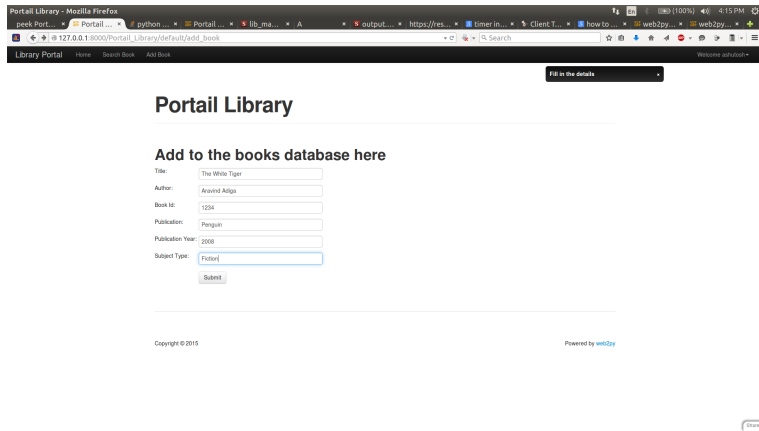 Portail Library - Mozilla Firefox En (100%) 4:15 PM
peek Port... × Portail ... × python ... × Portail ... × lib_ma... × A × output.... × https://res... × timer in... × Client T... × how to ... × web2py... × web2py... ×
127.0.0.1:8000/Portail_Library/default/add_book Search
Library Portal Home Search Book Add Book Welcome ashutosh
Fill in the details ×
Portail Library
Add to the books database here
Title: The White Tiger
Author: Aravind Adiga
Book Id: 1234
Publication: Penguin
Publication Year: 2008
Subject Type: Fiction
Submit
Copyright © 2015 Powered by web2py
Share